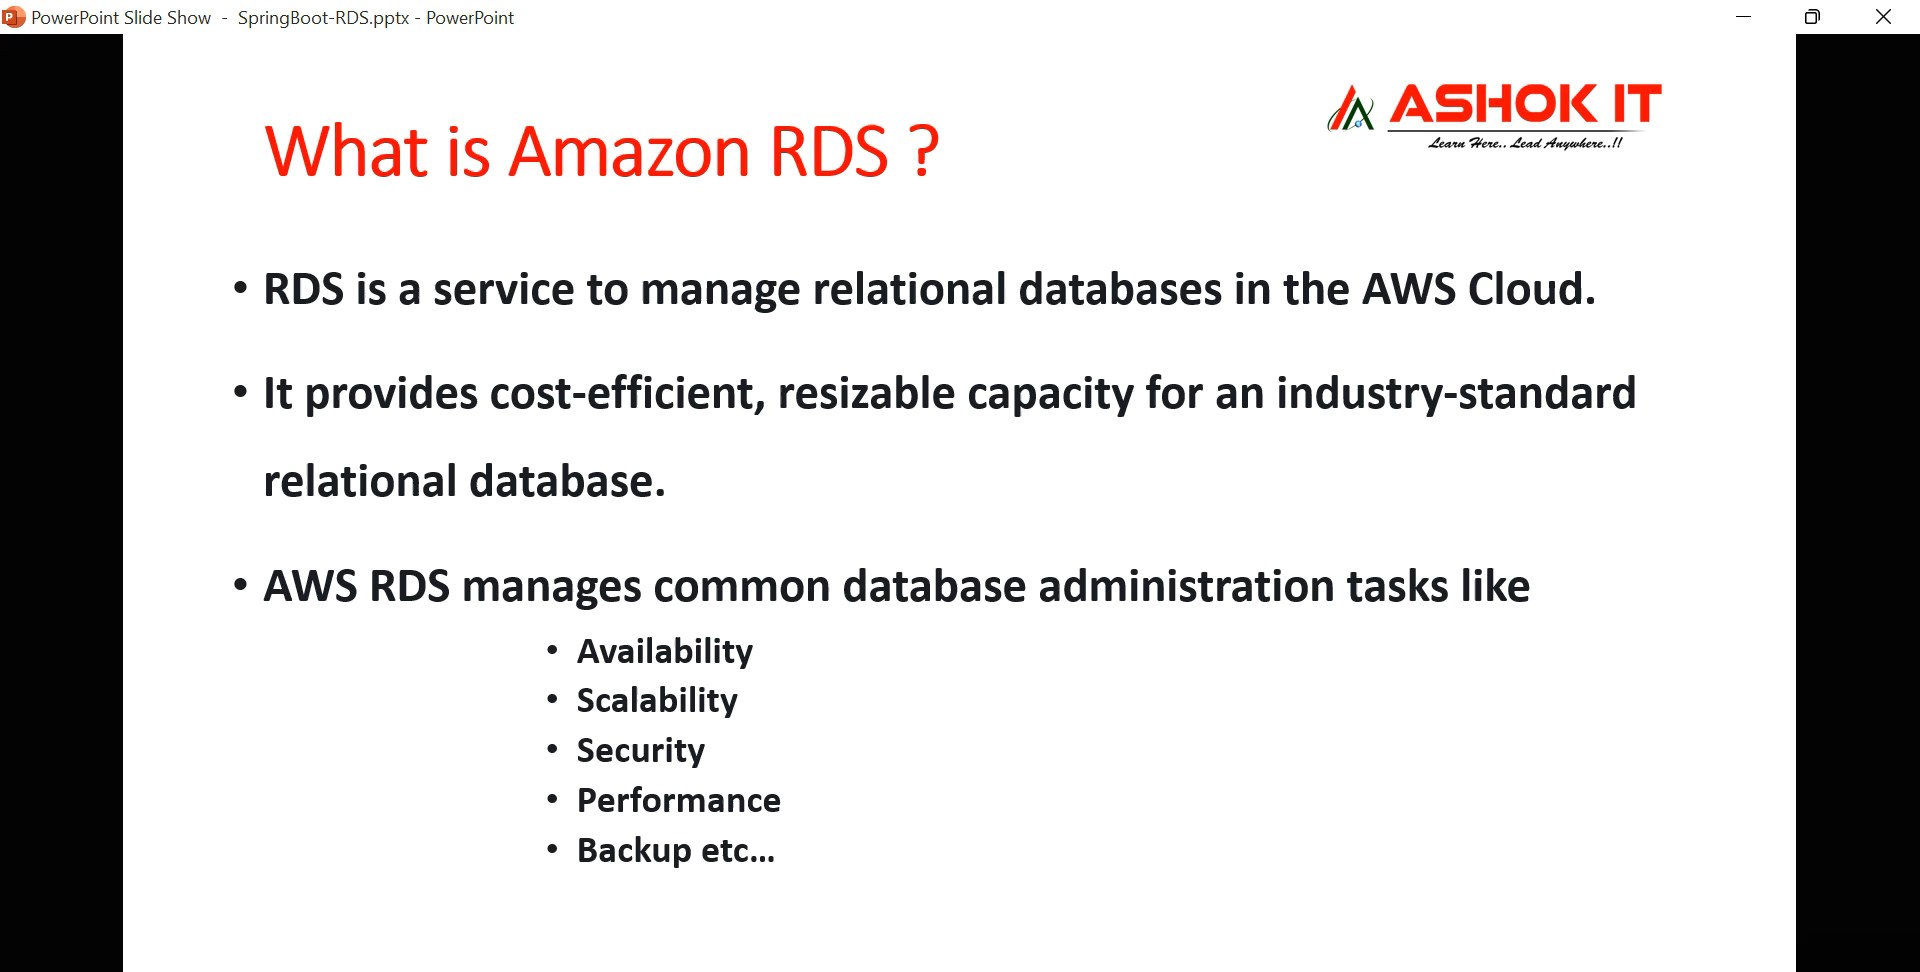 PowerPoint Slide Show - SpringBoot-RDS.pptx - PowerPoint
ASHOK IT
Learn Here.. Lead Anywhere..!!
What is Amazon RDS ?
• RDS is a service to manage relational databases in the AWS Cloud.
• It provides cost-efficient, resizable capacity for an industry-standard
relational database.
• AWS RDS manages common database administration tasks like
• Availability
• Scalability
• Security
• Performance
• Backup etc...